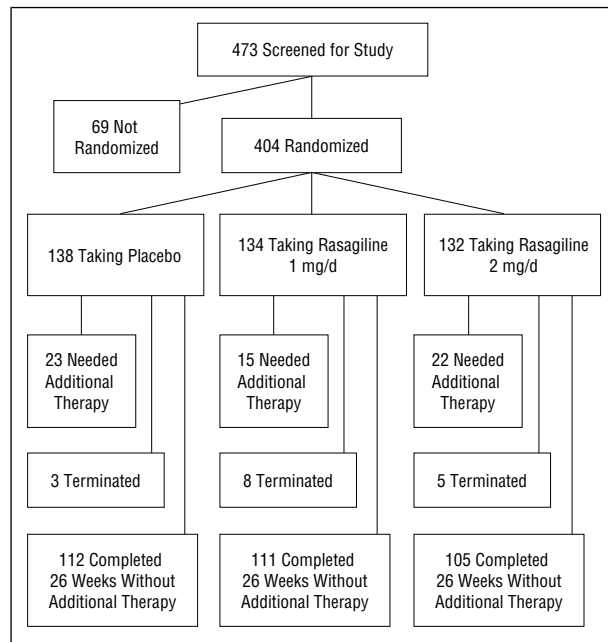 473 Screened for Study
69 Not
Randomized
404 Randomized
138 Taking Placebo
134 Taking Rasagiline
1 mg/d
132 Taking Rasagiline
2 mg/d
23 Needed
Additional
Therapy
15 Needed
Additional
Therapy
22 Needed
Additional
Therapy
3 Terminated
8 Terminated
5 Terminated
112 Completed
26 Weeks Without
Additional Therapy
111 Completed
26 Weeks Without
Additional Therapy
105 Completed
26 Weeks Without
Additional Therapy